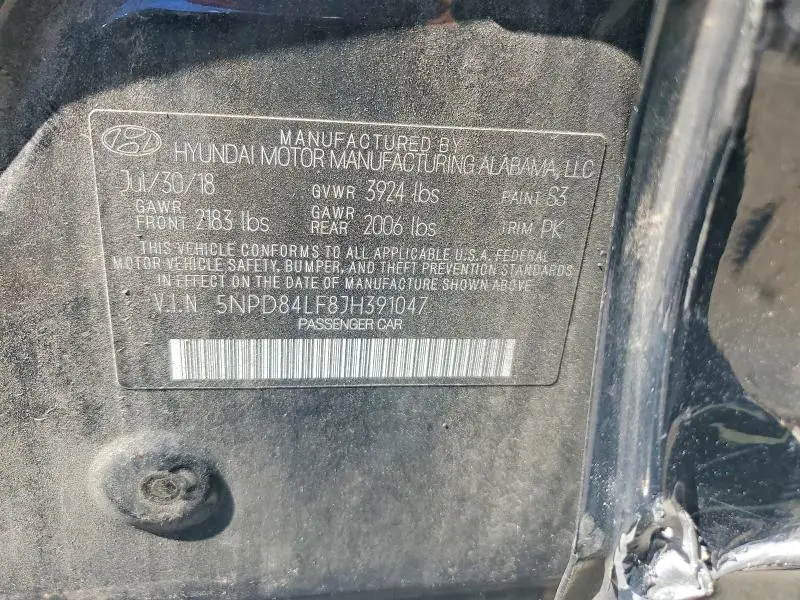 MANUFACTURED BY
HYUNDAI MOTOR MANUFACTURING ALABAMA, LLC
Jul/30/18 GVWR 3924 lbs PAINT S3
GAWR FRONT 2183 lbs GAWR REAR 2006 lbs TRIM PK
THIS VEHICLE CONFORMS TO ALL APPLICABLE U.S.A. FEDERAL
MOTOR VEHICLE SAFETY, BUMPER, AND THEFT PREVENTION STANDARDS
IN EFFECT ON THE DATE OF MANUFACTURE SHOWN ABOVE.
V.I.N 5NPD84LF8JH391047
PASSENGER CAR